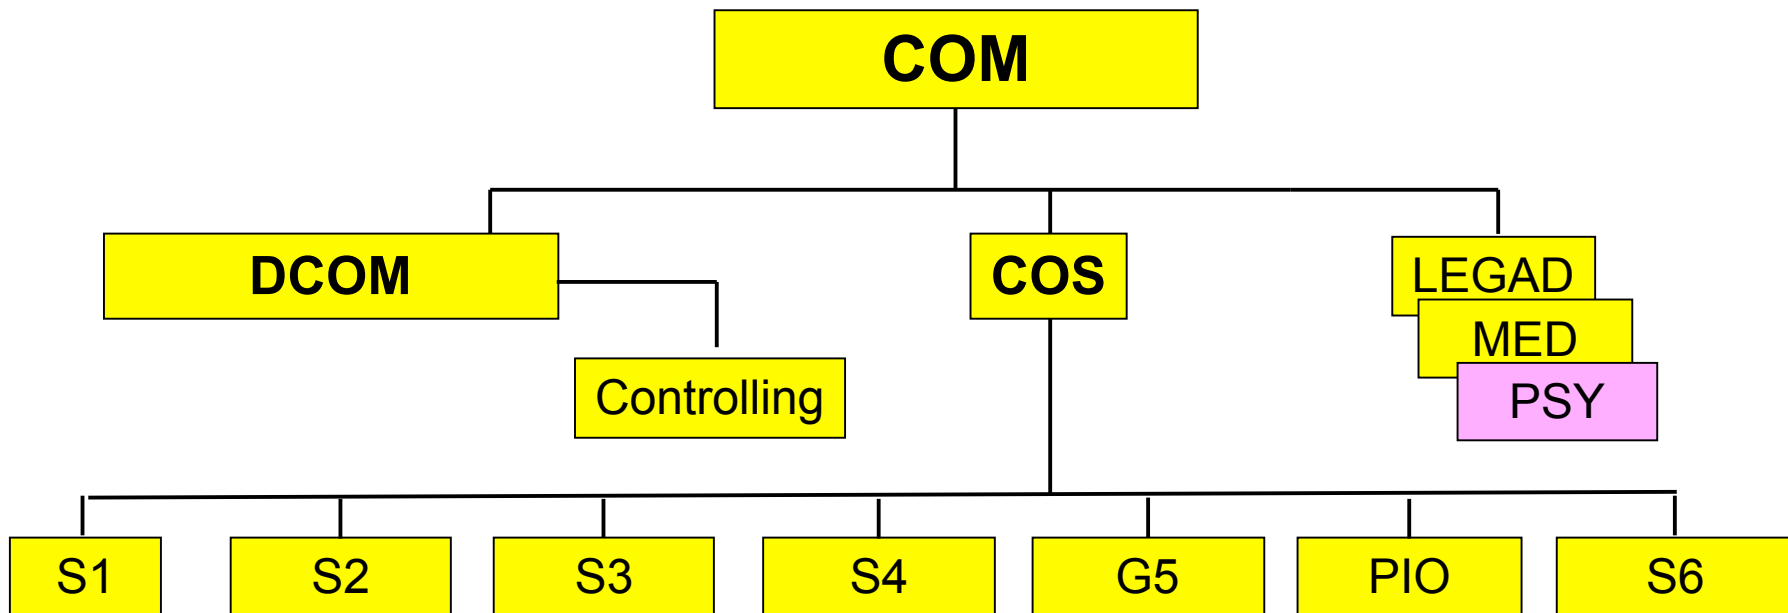 COM
DCOM
COS
LEGAD
MED
Controlling
PSY
S1
S2
S3
S4
G5
PIO
S6